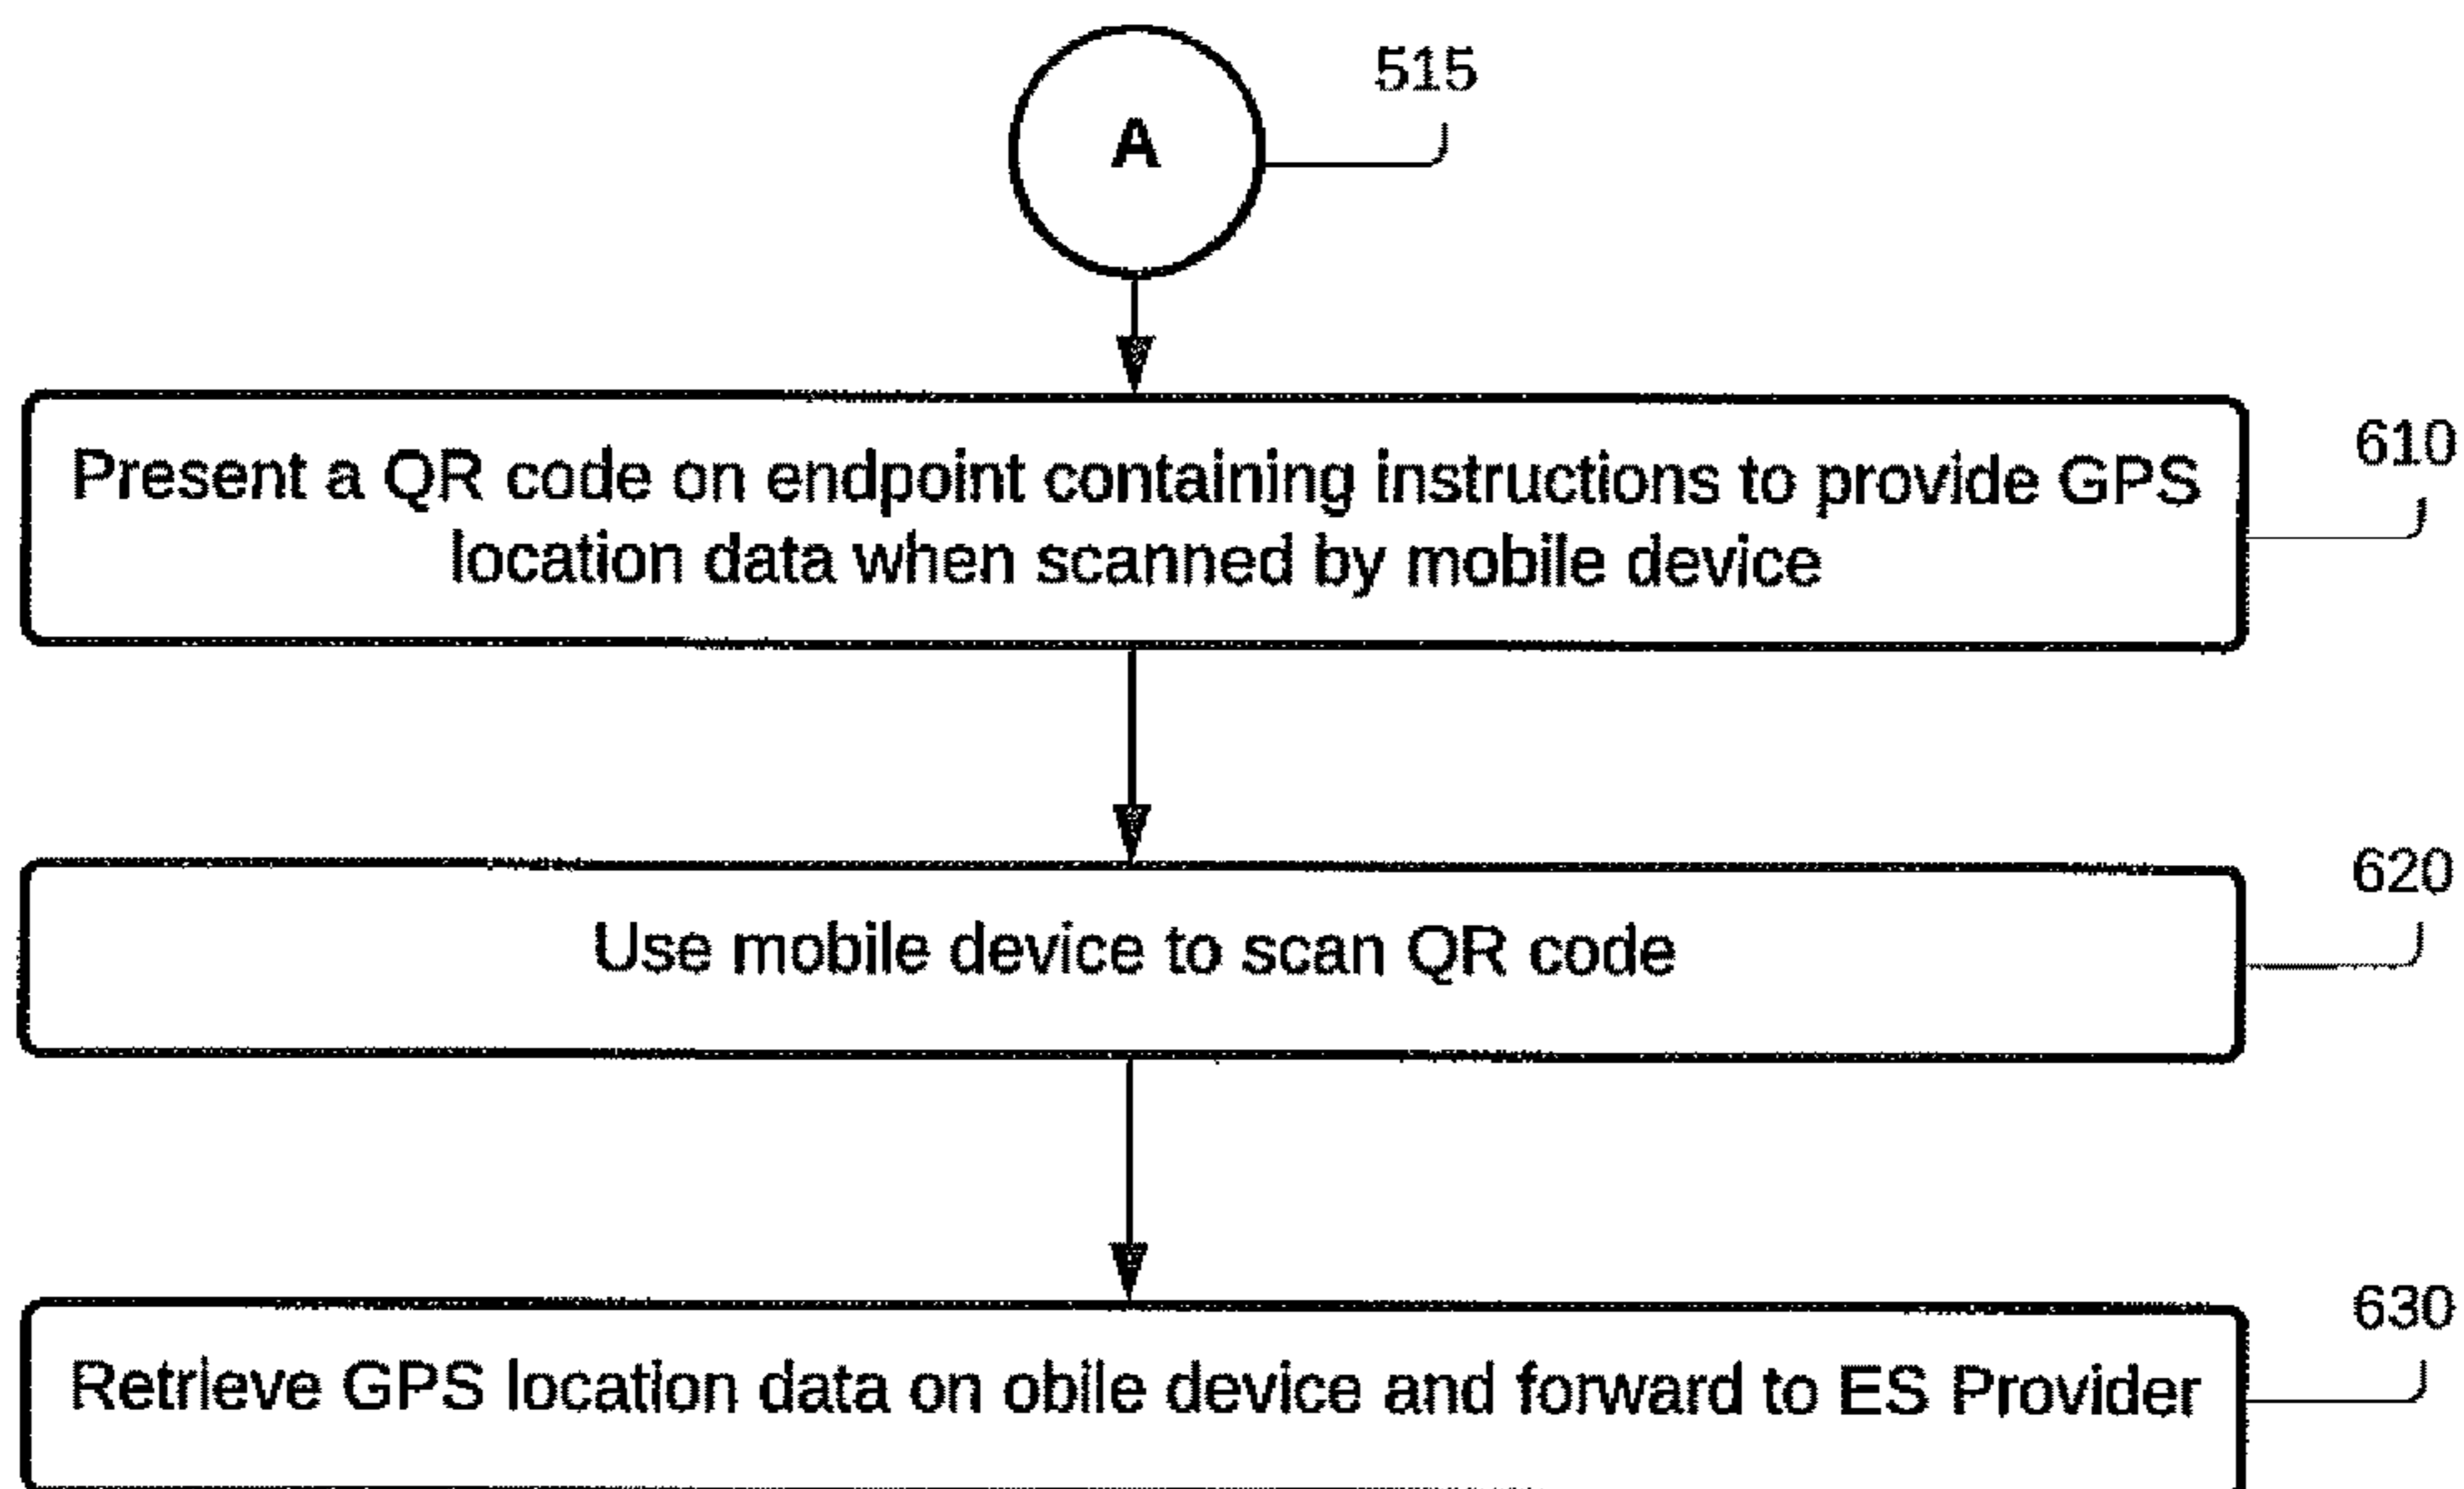 515
A
610
Present a QR code on endpoint containing instructions to provide GPS
location data when scanned by mobile device
620
Use mobile device to scan QR code
630
Retrieve GPS location data on obile device and forward to ES Provider